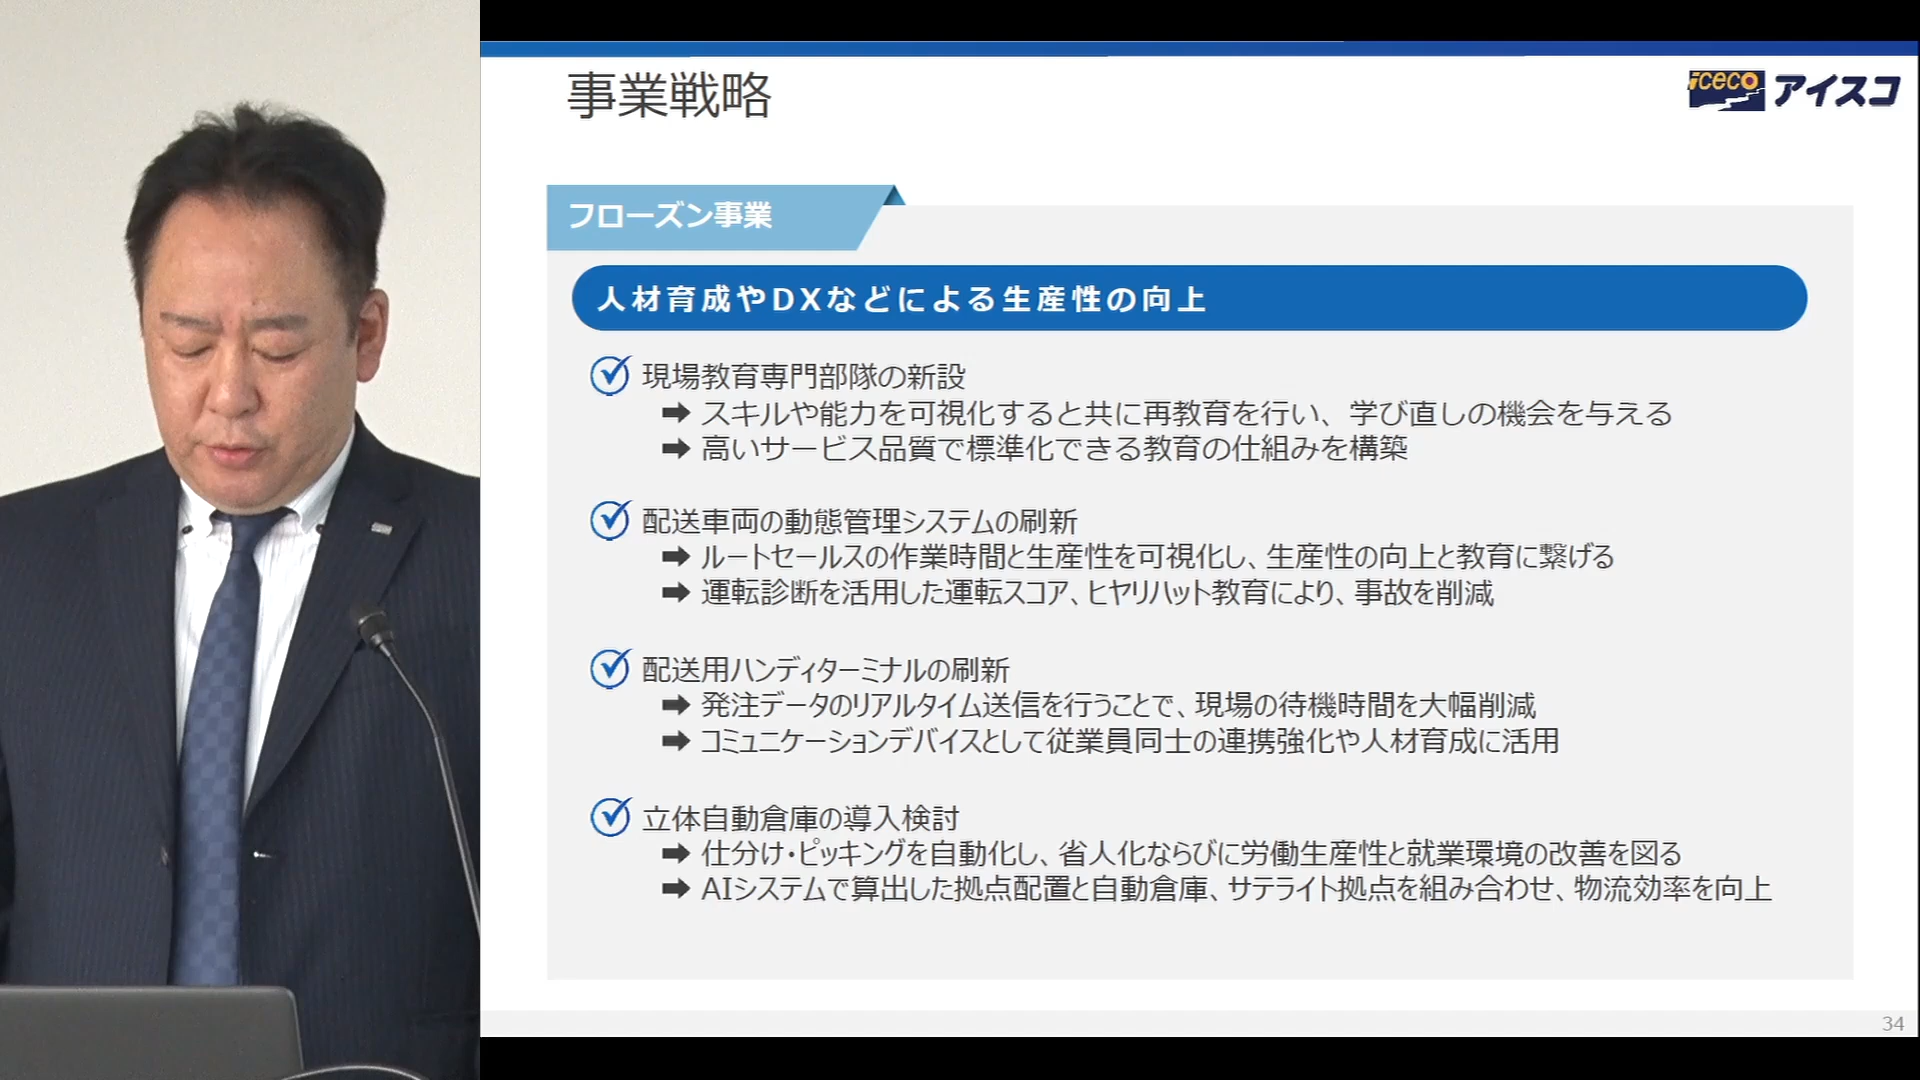 事業戦略
iceco アイスコ
フローズン事業
人材育成やDXなどによる生産性の向上
現場教育専門部隊の新設
➡ スキルや能力を可視化すると共に再教育を行い、学び直しの機会を与える
➡ 高いサービス品質で標準化できる教育の仕組みを構築
配送車両の動態管理システムの刷新
➡ ルートセールスの作業時間と生産性を可視化し、生産性の向上と教育に繋げる
➡ 運転診断を活用した運転スコア、ヒヤリハット教育により、事故を削減
配送用ハンディターミナルの刷新
➡ 発注データのリアルタイム送信を行うことで、現場の待機時間を大幅削減
➡ コミュニケーションデバイスとして従業員同士の連携強化や人材育成に活用
立体自動倉庫の導入検討
➡ 仕分け・ピッキングを自動化し、省人化ならびに労働生産性と就業環境の改善を図る
➡ AIシステムで算出した拠点配置と自動倉庫、サテライト拠点を組み合わせ、物流効率を向上
34